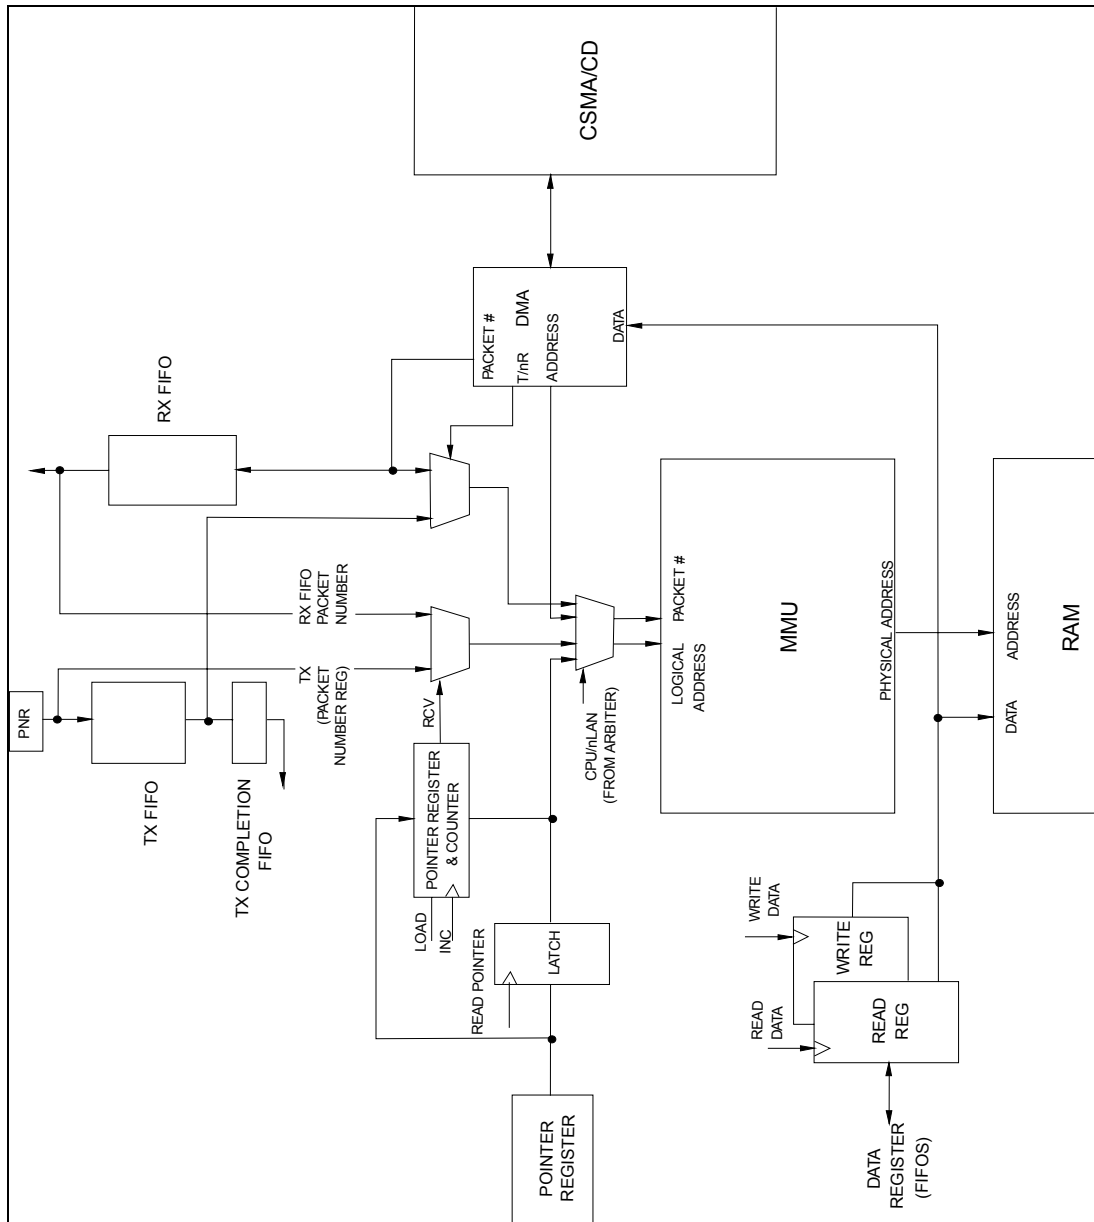 CSMA/CD
PACKET #
T/nR
DMA
ADDRESS
DATA
RX FIFO
RX FIFO
PACKET
NUMBER
TX
(PACKET
NUMBER REG)
PNR
TX FIFO
TX COMPLETION
FIFO
RCV
POINTER REGISTER
& COUNTER
LOAD
INC
CPU/nLAN
(FROM ARBITER)
PACKET #
LOGICAL
ADDRESS
MMU
PHYSICAL ADDRESS
ADDRESS
DATA
RAM
READ POINTER
LATCH
WRITE
DATA
WRITE
REG
READ
DATA
READ
REG
POINTER
REGISTER
DATA
REGISTER
(FIFOS)